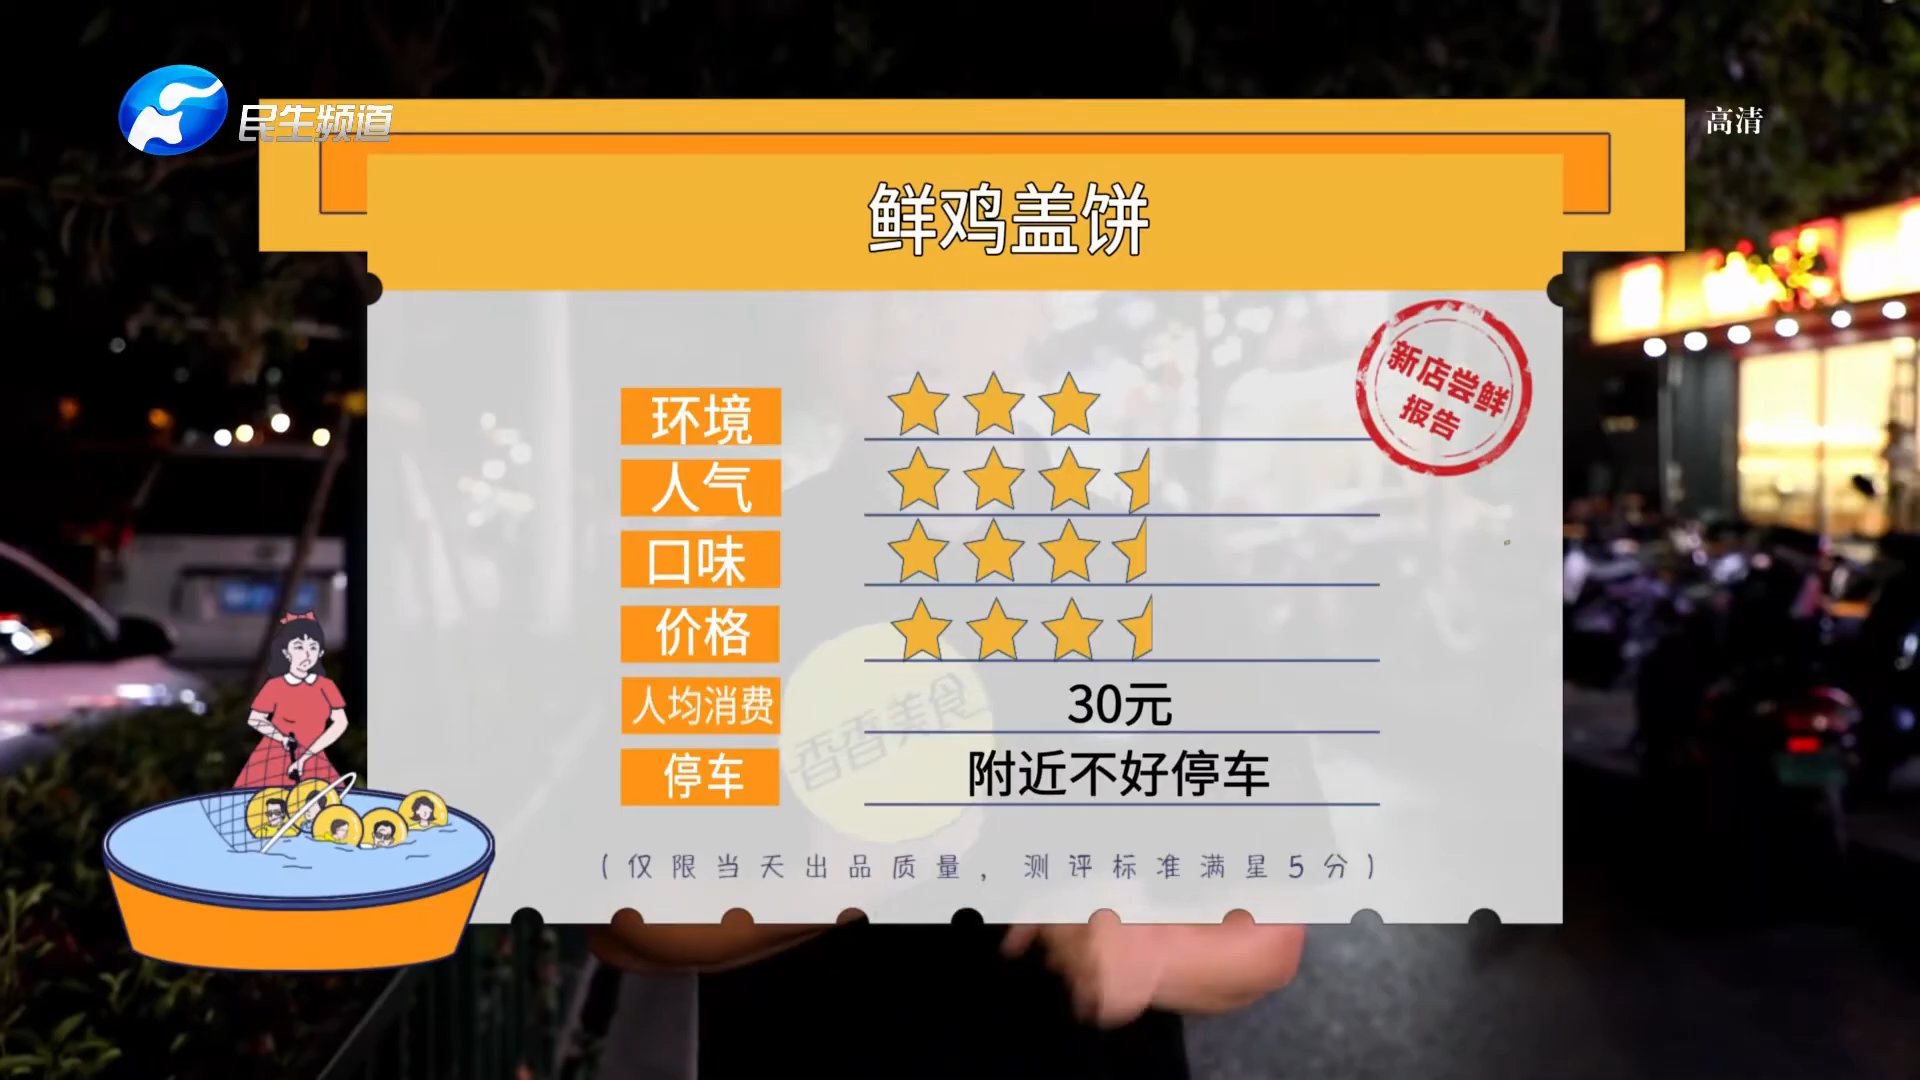 民生频道
高清
鲜鸡盖饼
新店尝鲜
报告
环境
人气
口味
价格
人均消费 30元
停车 附近不好停车
香香美食
(仅限当天出品质量，测评标准满星5分)